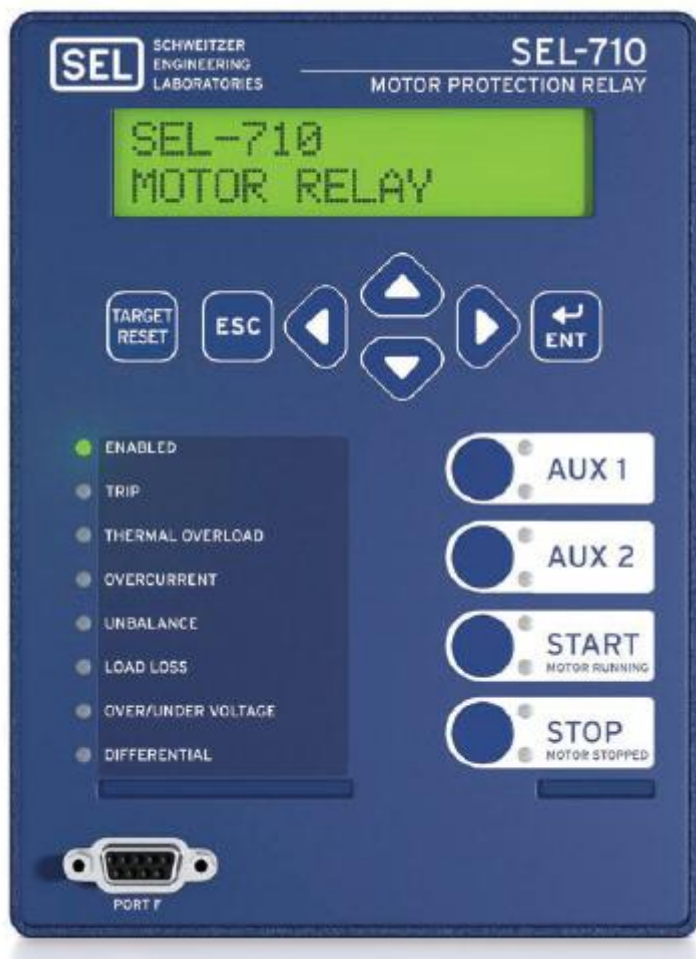 SEL
SCHWEITZER
ENGINEERING
LABORATORIES
SEL-710
MOTOR PROTECTION RELAY
SEL-710
MOTOR RELAY
TARGET
RESET
ESC
ENT
ENABLED
TRIP
THERMAL OVERLOAD
OVERCURRENT
UNBALANCE
LOAD LOSS
OVER/UNDER VOLTAGE
DIFFERENTIAL
AUX 1
AUX 2
START
MOTOR RUNNING
STOP
MOTOR STOPPED
PORT F